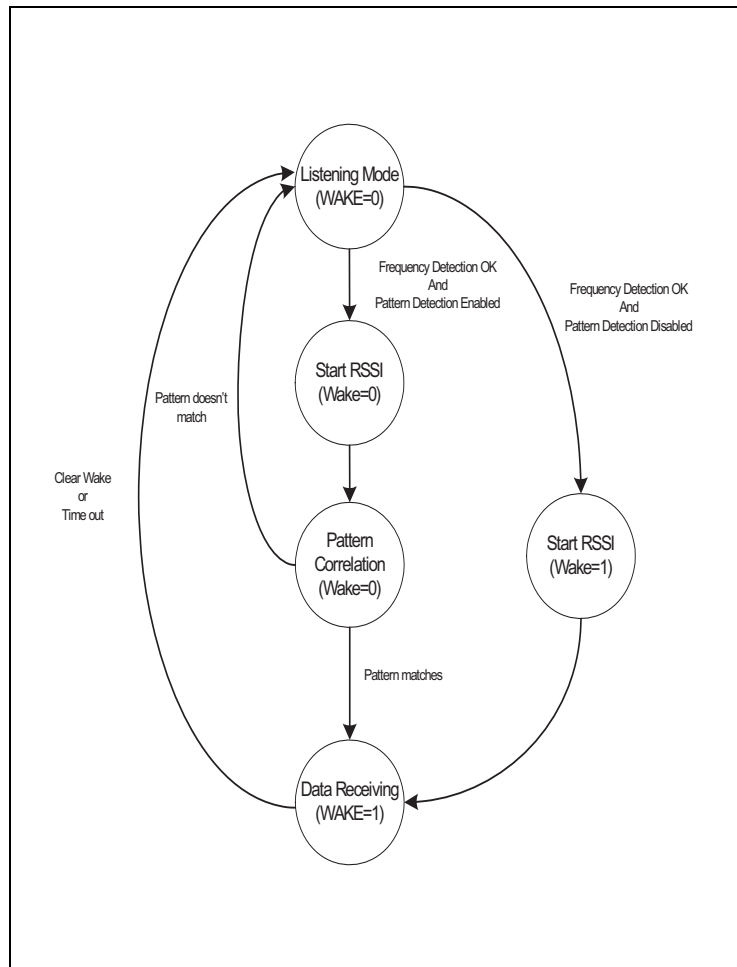 Listening Mode
(WAKE=0)
Frequency Detection OK
And
Pattern Detection Enabled
Frequency Detection OK
And
Pattern Detection Disabled
Start RSSI
(Wake=0)
Pattern doesn't
match
Clear Wake
or
Time out
Pattern
Correlation
(Wake=0)
Start RSSI
(Wake=1)
Pattern matches
Data Receiving
(WAKE=1)